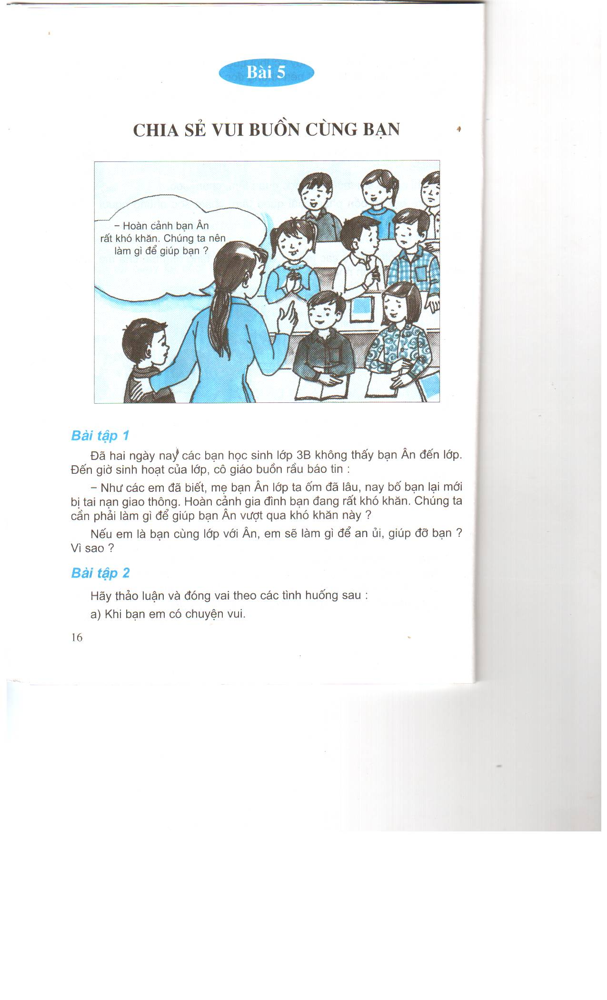 Bài 5
CHIA SẺ VUI BUỒN CÙNG BẠN
– Hoàn cảnh bạn Ân
rất khó khăn. Chúng ta nên
làm gì để giúp bạn ?
Bài tập 1
Đã hai ngày nay các bạn học sinh lớp 3B không thấy bạn Ân đến lớp.
Đến giờ sinh hoạt của lớp, cô giáo buồn rầu báo tin :
– Như các em đã biết, mẹ bạn Ân lớp ta ốm đã lâu, nay bố bạn lại mới
bị tai nạn giao thông. Hoàn cảnh gia đình bạn đang rất khó khăn. Chúng ta
cần phải làm gì để giúp bạn Ân vượt qua khó khăn này ?
Nếu em là bạn cùng lớp với Ân, em sẽ làm gì để an ủi, giúp đỡ bạn ?
Vì sao ?
Bài tập 2
Hãy thảo luận và đóng vai theo các tình huống sau :
a) Khi bạn em có chuyện vui.
16